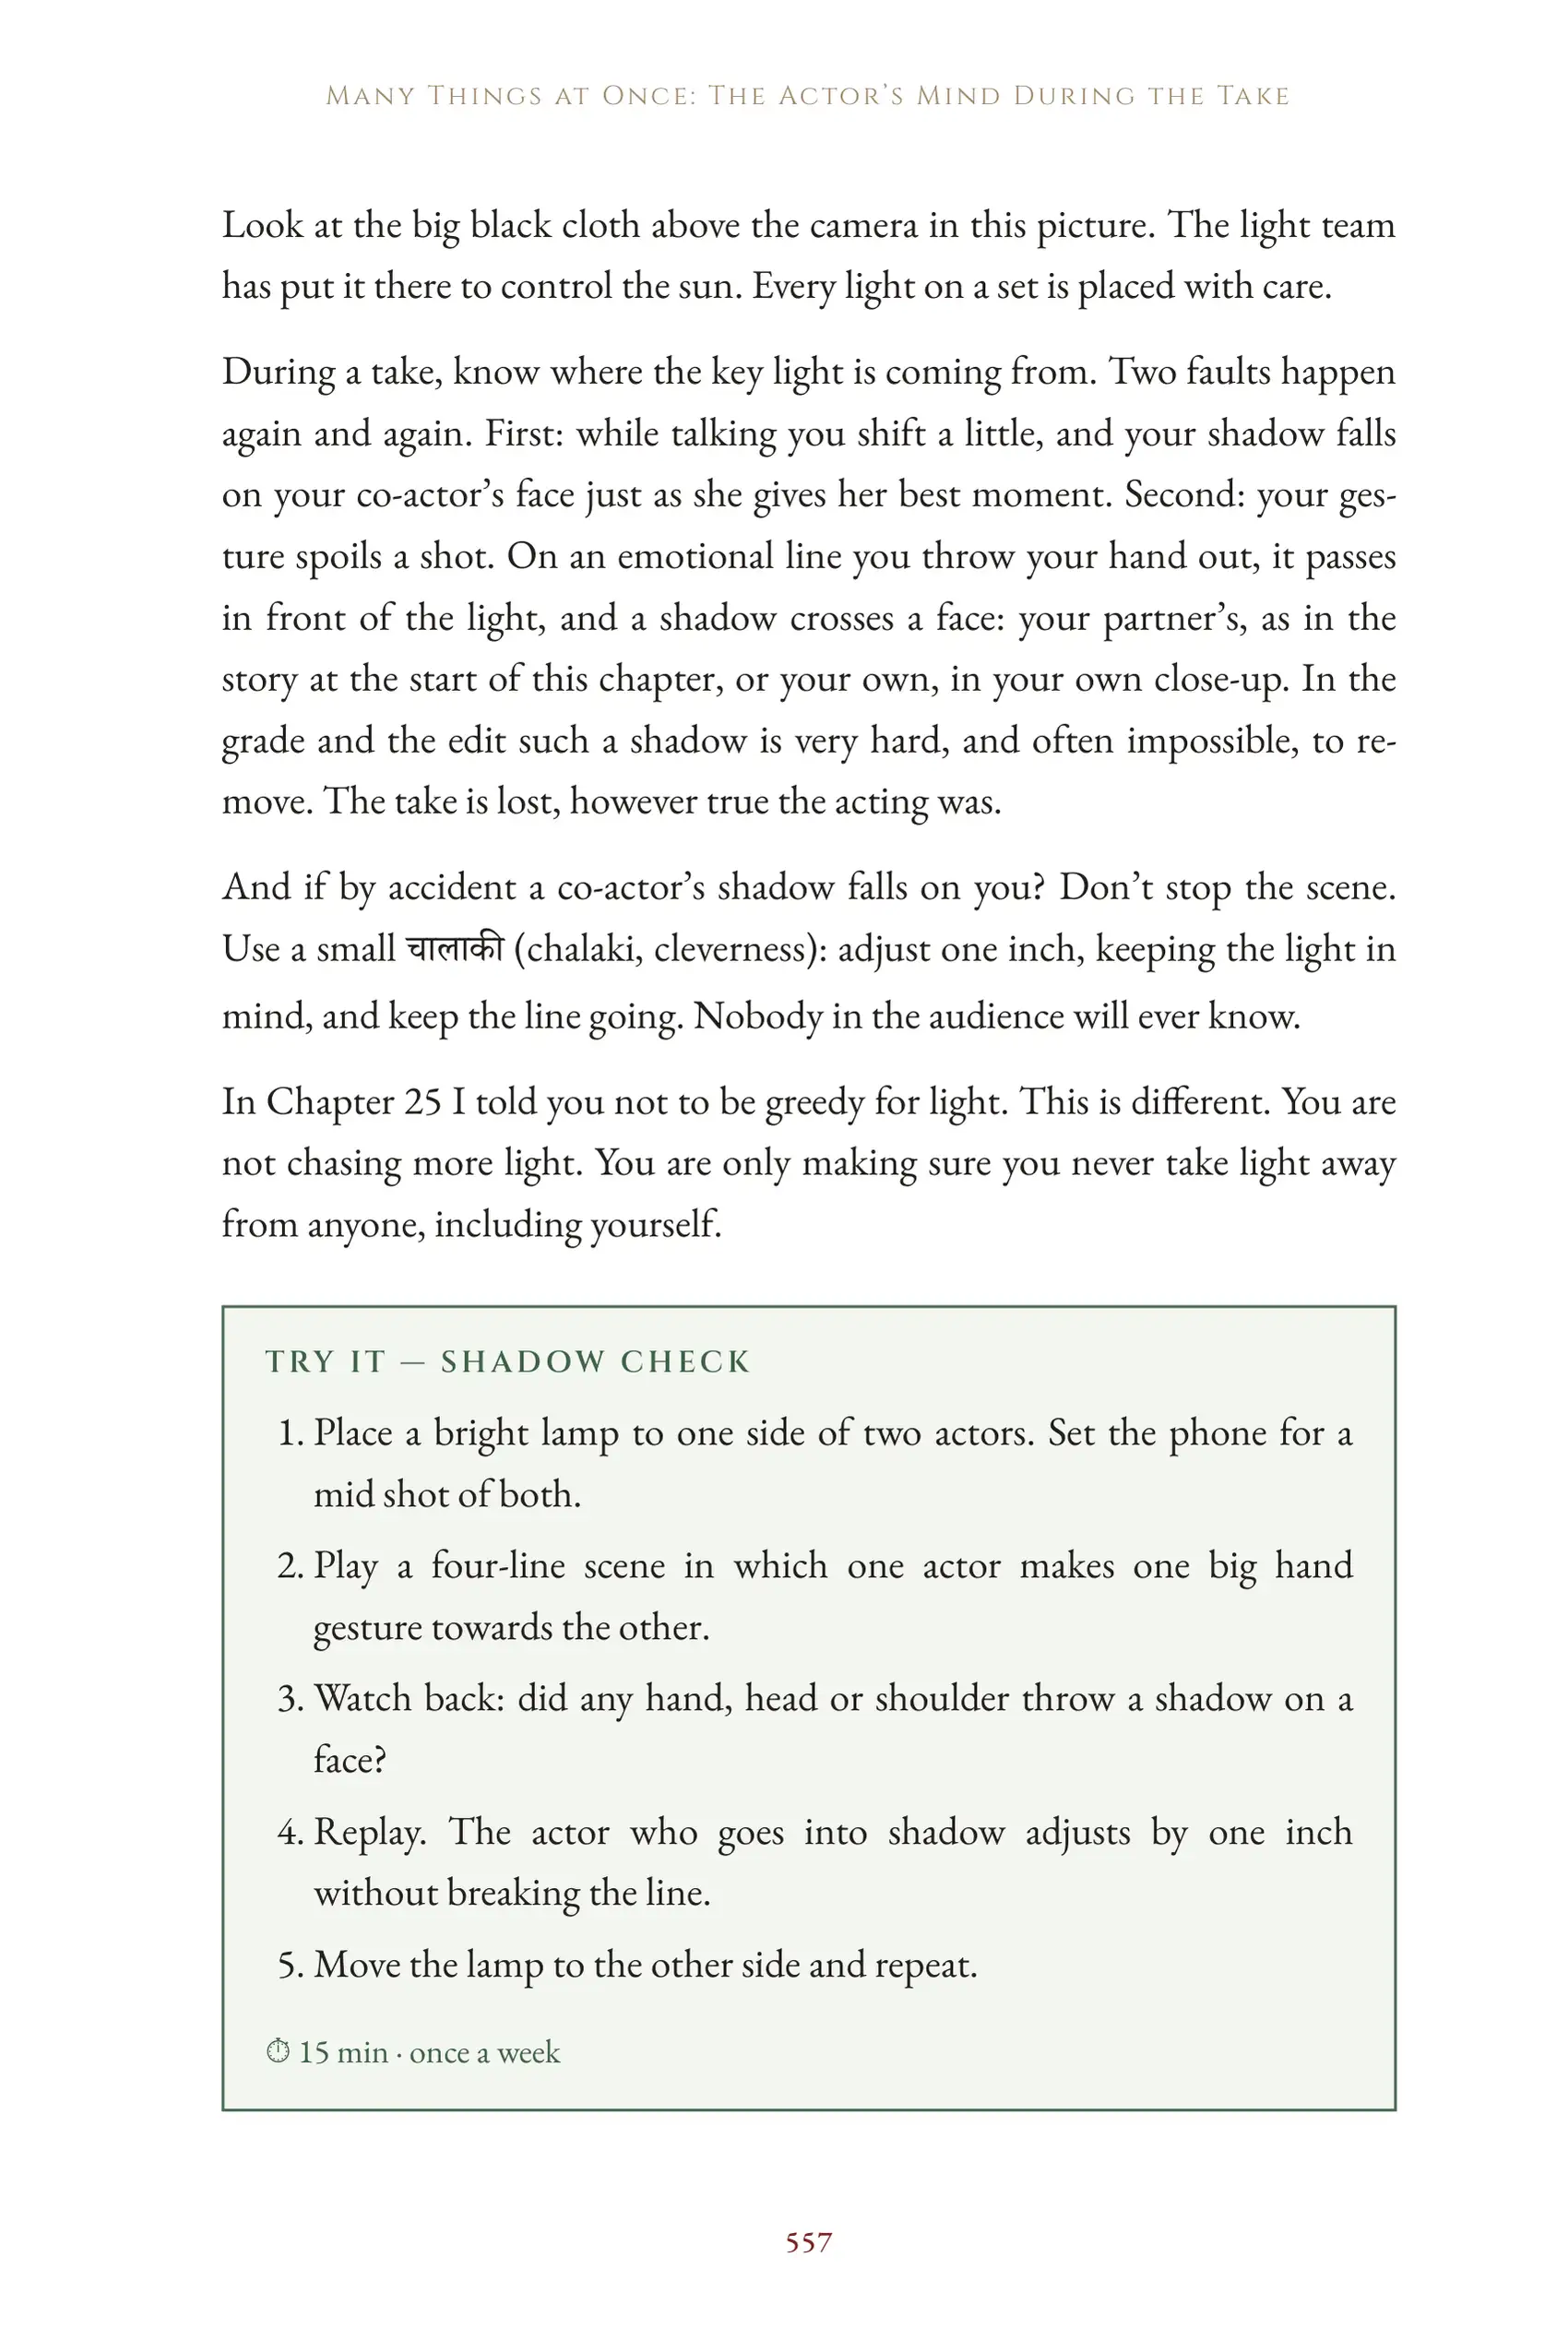 Many Things at Once: The Actor’s Mind During the Take
Look at the big black cloth above the camera in this picture. The light team
has put it there to control the sun. Every light on a set is placed with care.
During a take, know where the key light is coming from. Two faults happen
again and again. First: while talking you shift a little, and your shadow falls
on your co-actor’s face just as she gives her best moment. Second: your ges-
ture spoils a shot. On an emotional line you throw your hand out, it passes
in front of the light, and a shadow crosses a face: your partner’s, as in the
story at the start of this chapter, or your own, in your own close-up. In the
grade and the edit such a shadow is very hard, and often impossible, to re-
move. The take is lost, however true the acting was.
And if by accident a co-actor’s shadow falls on you? Don’t stop the scene.
Use a small चालाकी (chalaki, cleverness): adjust one inch, keeping the light in
mind, and keep the line going. Nobody in the audience will ever know.
In Chapter 25 I told you not to be greedy for light. This is different. You are
not chasing more light. You are only making sure you never take light away
from anyone, including yourself.
TRY IT — SHADOW CHECK
1. Place a bright lamp to one side of two actors. Set the phone for a
mid shot of both.
2. Play a four-line scene in which one actor makes one big hand
gesture towards the other.
3. Watch back: did any hand, head or shoulder throw a shadow on a
face?
4. Replay. The actor who goes into shadow adjusts by one inch
without breaking the line.
5. Move the lamp to the other side and repeat.
⏱ 15 min · once a week
557